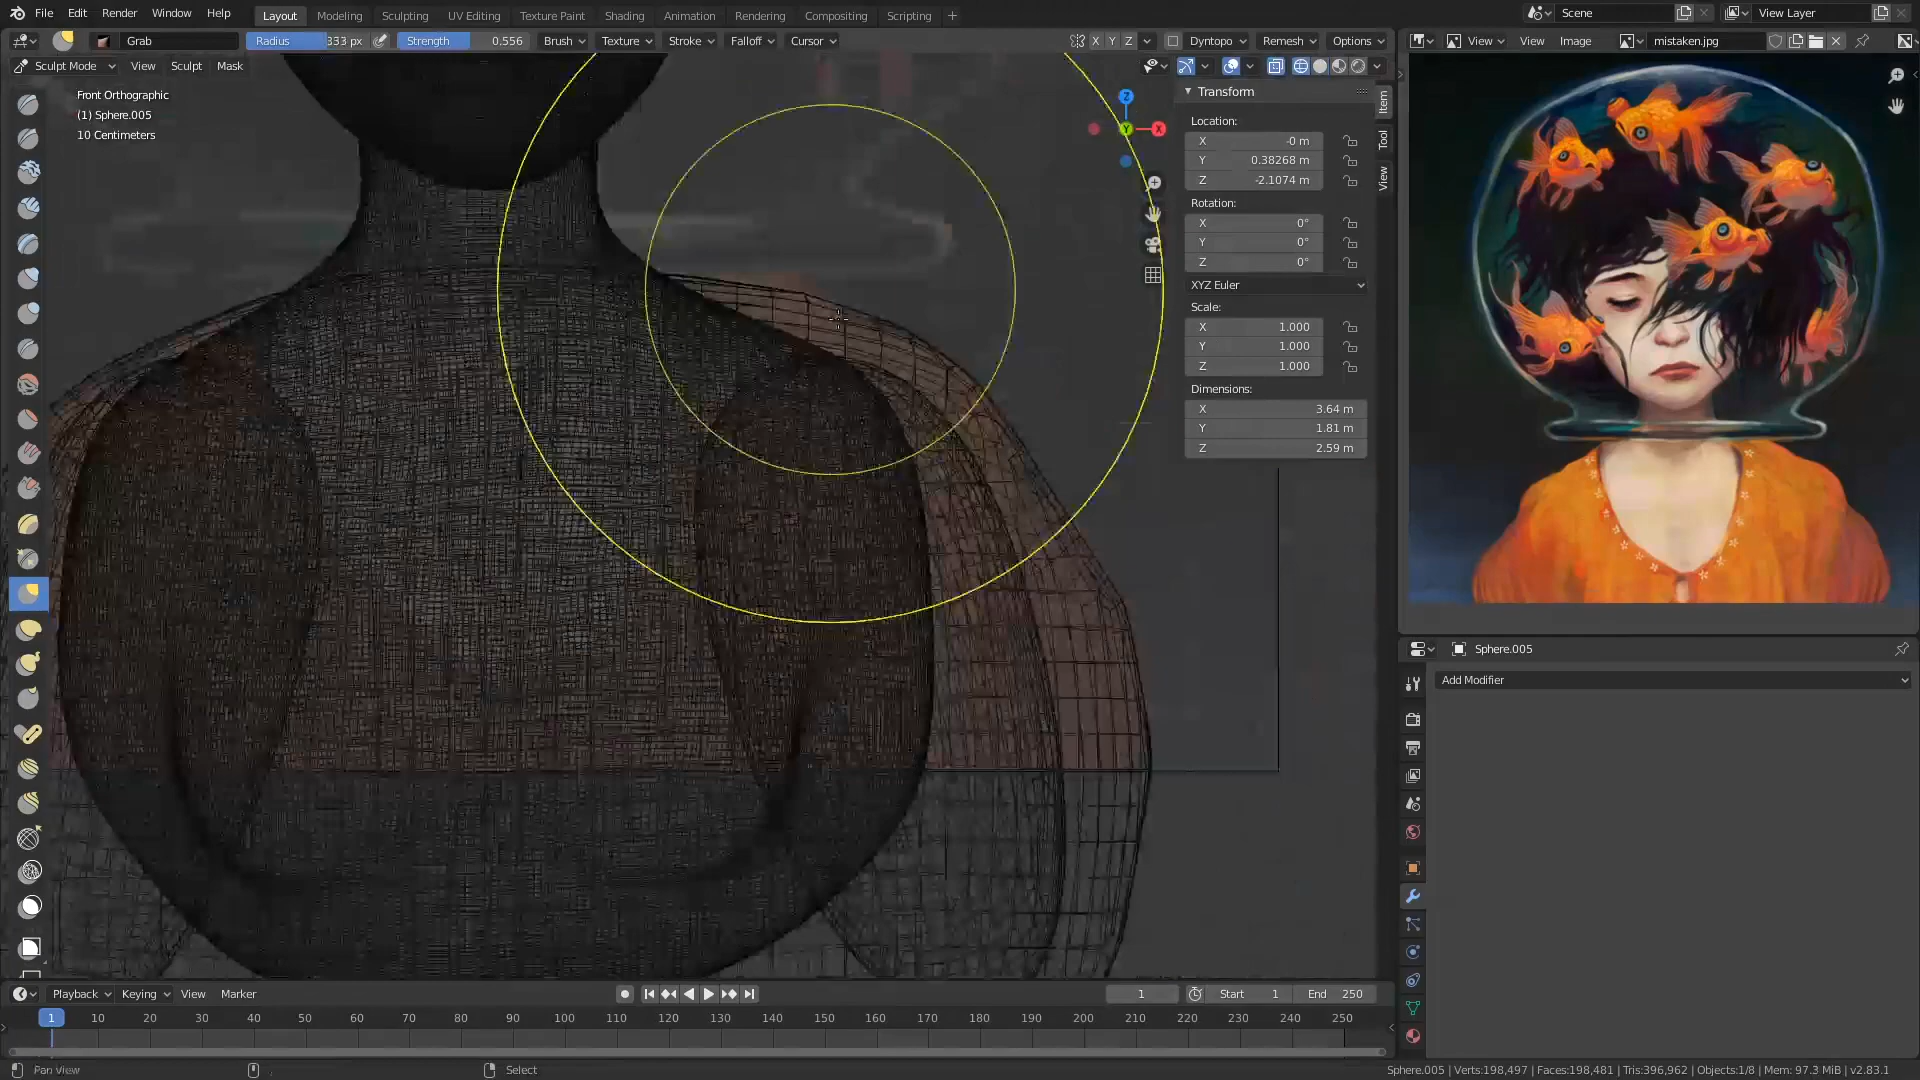 File Edit Render Window Help Layout Modeling Sculpting UV Editing Texture Paint Shading Animation Rendering Compositing Scripting + Scene View Layer
Grab Radius 333 px Strength 0.556 Brush Texture Stroke Falloff Cursor X Y Z Dyntopo Remesh Options View View Image mistaken.jpg
Sculpt Mode View Sculpt Mask
Front Orthographic
(1) Sphere.005
10 Centimeters
Z
Y
X
Transform
Location:
X -0 m
Y 0.38268 m
Z -2.1074 m
Rotation:
X 0°
Y 0°
Z 0°
XYZ Euler
Scale:
X 1.000
Y 1.000
Z 1.000
Dimensions:
X 3.64 m
Y 1.81 m
Z 2.59 m
Item
Tool
View
Sphere.005
Add Modifier
Playback Keying View Marker 1 Start 1 End 250
1 10 20 30 40 50 60 70 80 90 100 110 120 130 140 150 160 170 180 190 200 210 220 230 240 250
Pan View Select Sphere.005 | Verts:198,497 | Faces:198,481 | Tris:396,962 | Objects:1/8 | Mem: 97.3 MiB | v2.83.1